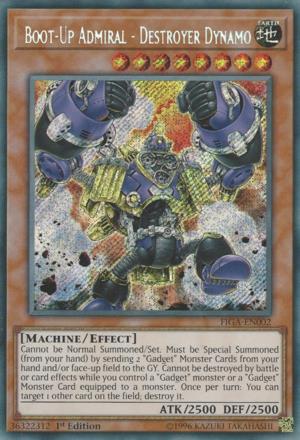 BOOT-UP ADMIRAL - DESTROYER DYNAMO
EARTH
地
FIGA-EN002
[MACHINE/EFFECT]
Cannot be Normal Summoned/Set. Must be Special Summoned
(from your hand) by sending 2 "Gadget" Monster Cards from your
hand and/or face-up field to the GY. Cannot be destroyed by battle
or card effects while you control a "Gadget" monster or a "Gadget"
Monster Card equipped to a monster. Once per turn: You can
target 1 other card on the field; destroy it.
ATK/2500 DEF/2500
36322312 1st Edition ©1996 KAZUKI TAKAHASHI